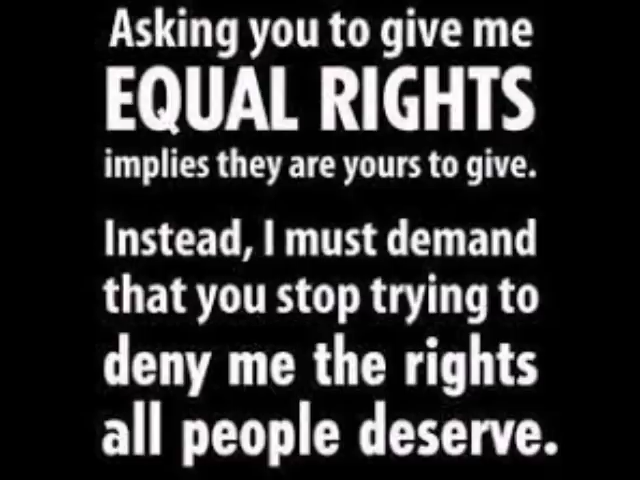 Asking you to give me
EQUAL RIGHTS
implies they are yours to give.
Instead, I must demand
that you stop trying to
deny me the rights
all people deserve.